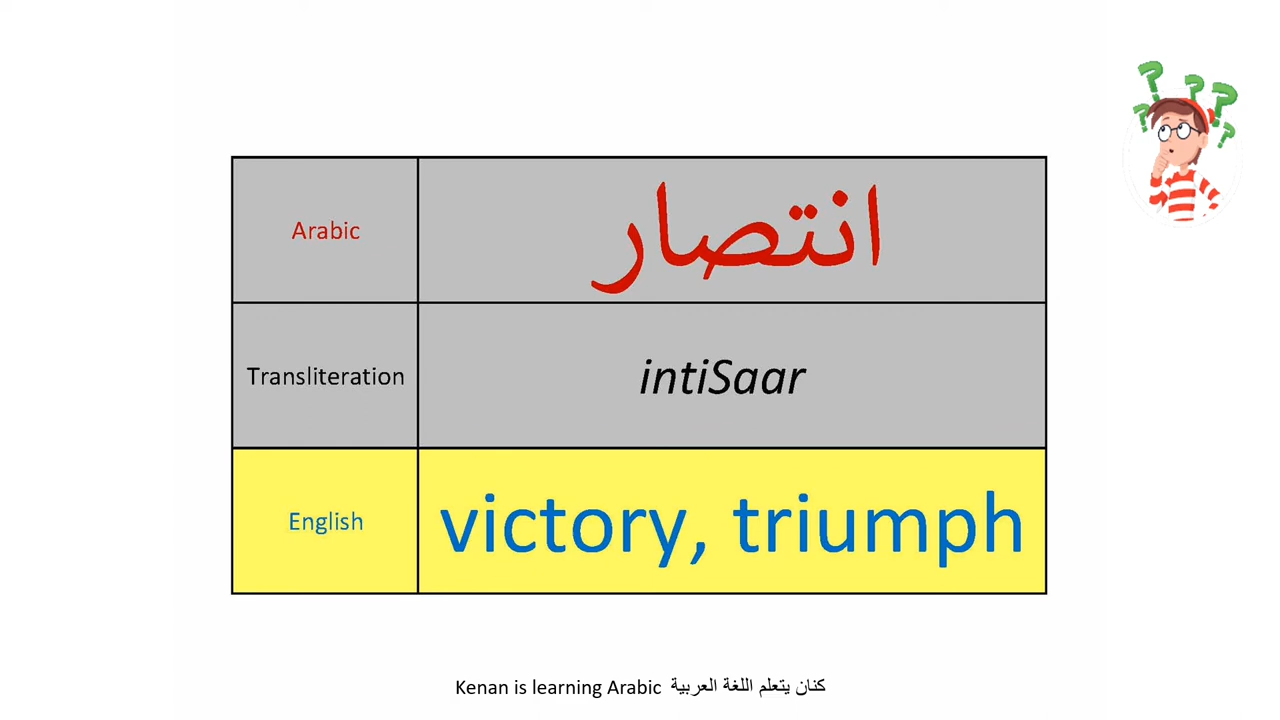 Arabic انتصار
Transliteration intiSaar
English victory, triumph
Kenan is learning Arabic كنان يتعلم اللغة العربية